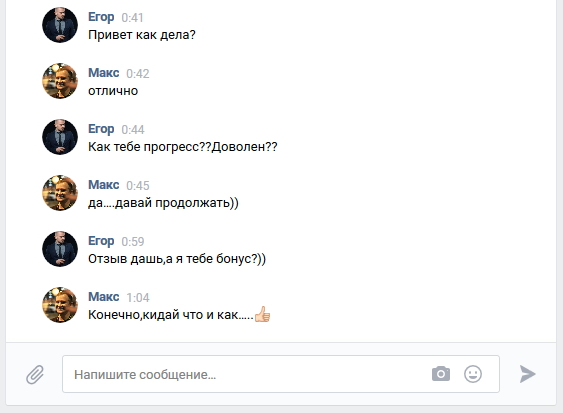 Егор 0:41
Привет как дела?
Макс 0:42
отлично
Егор 0:44
Как тебе прогресс??Доволен??
Макс 0:45
да....давай продолжать))
Егор 0:59
Отзыв дашь,а я тебе бонус?))
Макс 1:04
Конечно,кидай что и как.....👍
Напишите сообщение...